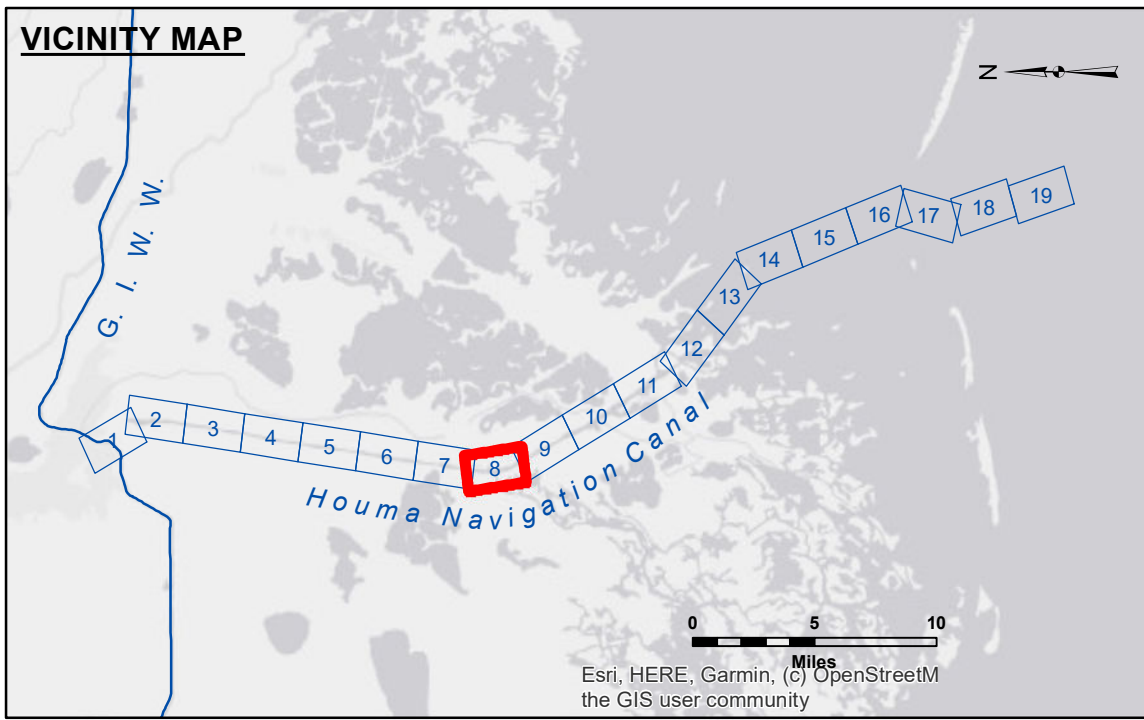 VICINITY MAP
N
G. I. W. W.
1
2
3
4
5
6
7
8
9
10
11
12
13
14
15
16
17
18
19
Houma Navigation Canal
0 5 10
Miles
Esri, HERE, Garmin, (c) OpenStreetM
the GIS user community